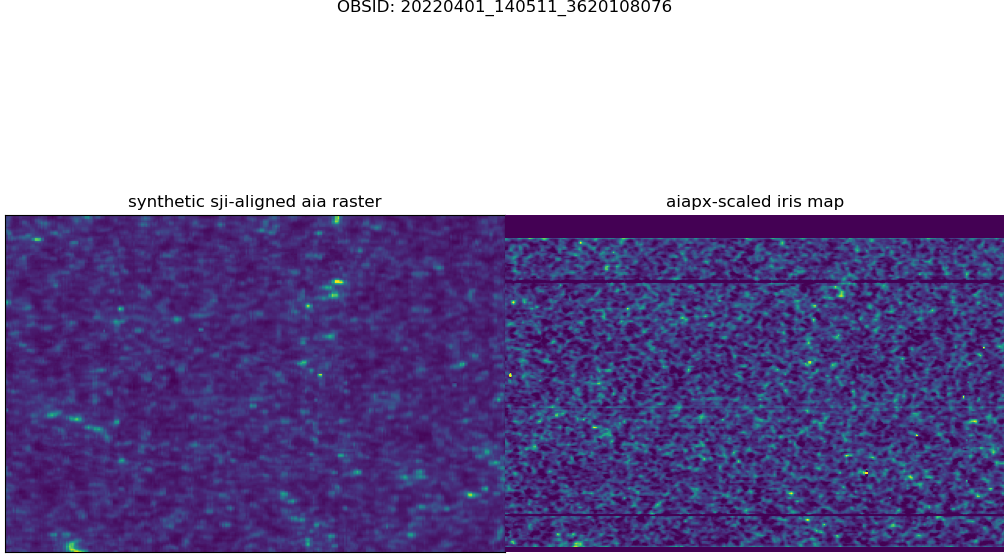 OBSID: 20220401_140511_3620108076
synthetic sji-aligned aia raster
aiapx-scaled iris map